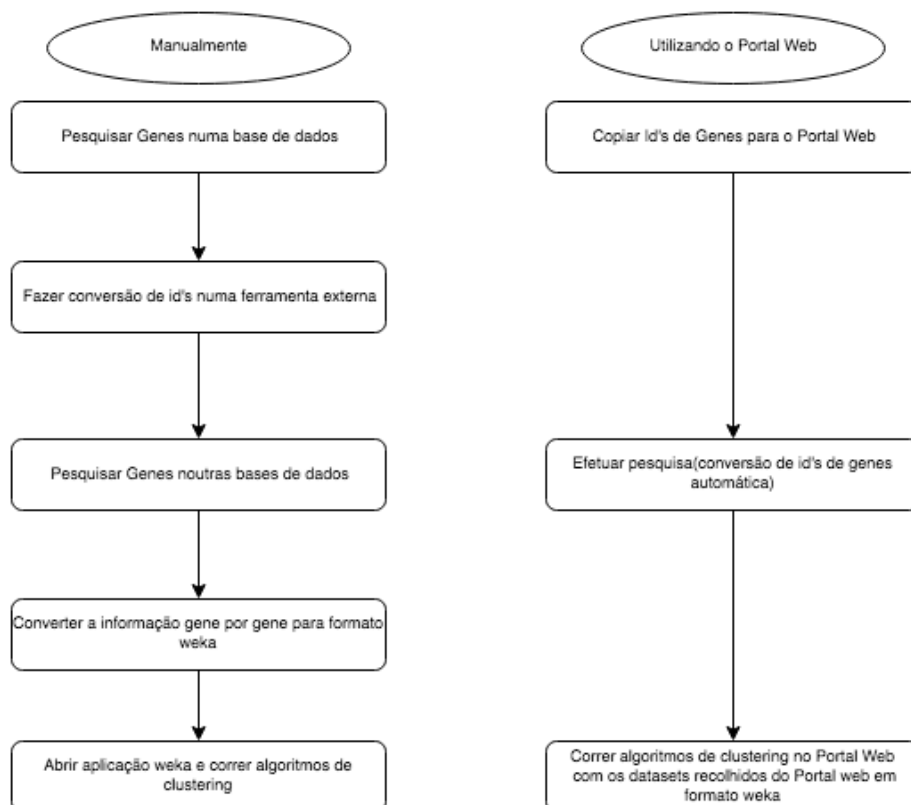 Manualmente
Utilizando o Portal Web
Pesquisar Genes numa base de dados
Copiar Id's de Genes para o Portal Web
Fazer conversão de id's numa ferramenta externa
Pesquisar Genes noutras bases de dados
Efetuar pesquisa(conversão de id's de genes
automática)
Converter a informação gene por gene para formato
weka
Abrir aplicação weka e correr algoritmos de
clustering
Correr algoritmos de clustering no Portal Web
com os datasets recolhidos do Portal web em
formato weka